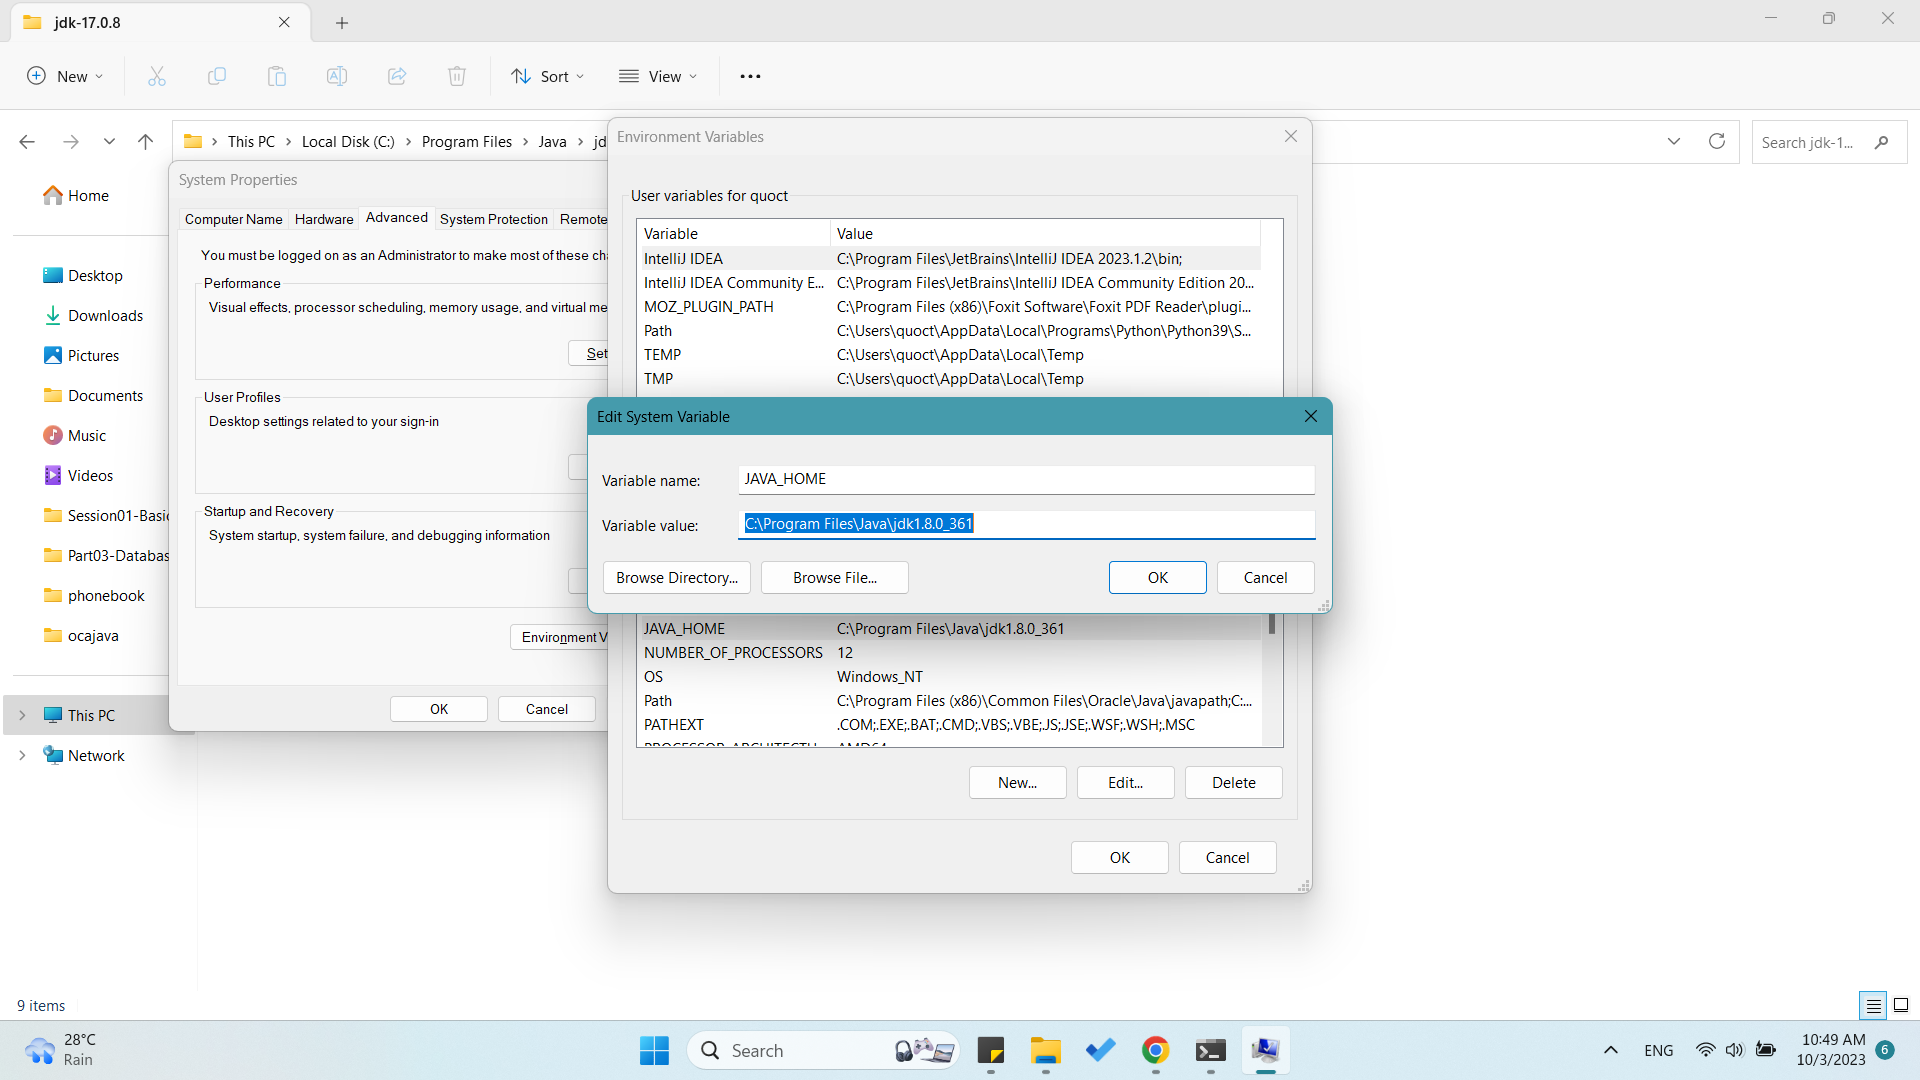 jdk-17.0.8
New
Sort
View
This PC
Local Disk (C:)
Program Files
Java
jd
Search jdk-1...
Home
Desktop
Downloads
Pictures
Documents
Music
Videos
Session01-Basic
Part03-Databas
phonebook
ocajava
This PC
Network
System Properties
Computer Name
Hardware
Advanced
System Protection
Remote
You must be logged on as an Administrator to make most of these cha
Performance
Visual effects, processor scheduling, memory usage, and virtual me
Set
User Profiles
Desktop settings related to your sign-in
Startup and Recovery
System startup, system failure, and debugging information
Environment V
OK
Cancel
Environment Variables
User variables for quoct
Variable Value
IntelliJ IDEA C:\Program Files\JetBrains\IntelliJ IDEA 2023.1.2\bin;
IntelliJ IDEA Community E... C:\Program Files\JetBrains\IntelliJ IDEA Community Edition 20...
MOZ_PLUGIN_PATH C:\Program Files (x86)\Foxit Software\Foxit PDF Reader\plugi...
Path C:\Users\quoct\AppData\Local\Programs\Python\Python39\S...
TEMP C:\Users\quoct\AppData\Local\Temp
TMP C:\Users\quoct\AppData\Local\Temp
Edit System Variable
Variable name: JAVA_HOME
Variable value: C:\Program Files\Java\jdk1.8.0_361
Browse Directory...
Browse File...
OK
Cancel
JAVA_HOME C:\Program Files\Java\jdk1.8.0_361
NUMBER_OF_PROCESSORS 12
OS Windows_NT
Path C:\Program Files (x86)\Common Files\Oracle\Java\javapath;C:...
PATHEXT .COM;.EXE;.BAT;.CMD;.VBS;.VBE;.JS;.JSE;.WSF;.WSH;.MSC
New...
Edit...
Delete
OK
Cancel
9 items
28°C
Rain
Search
ENG
10:49 AM
10/3/2023
6